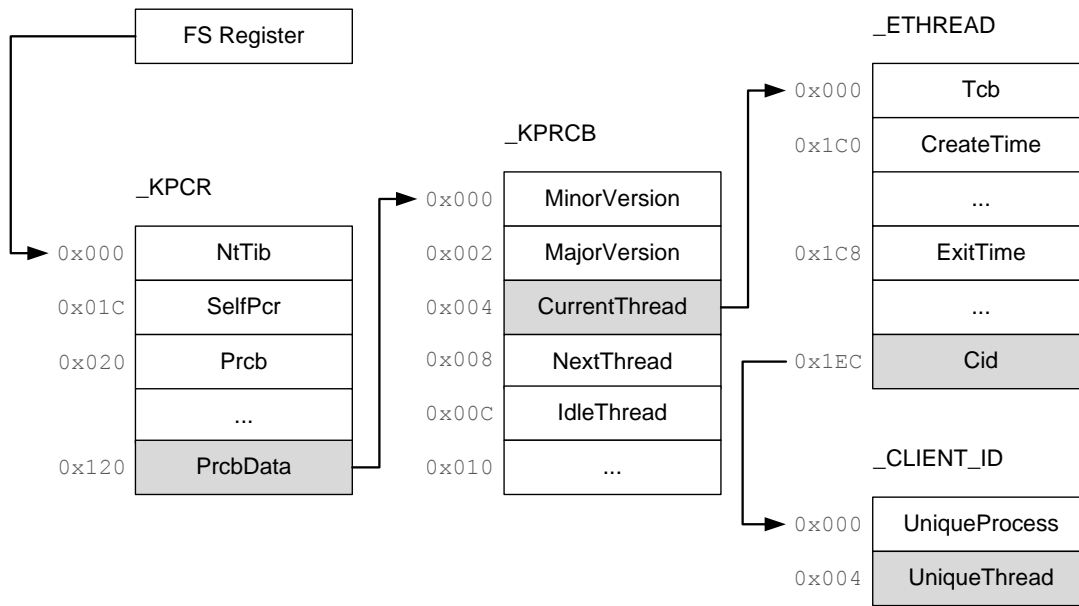 FS Register
_KPCR
0x000 NtTib
0x01C SelfPcr
0x020 Prcb
...
0x120 PrcbData
_KPRCB
0x000 MinorVersion
0x002 MajorVersion
0x004 CurrentThread
0x008 NextThread
0x00C IdleThread
0x010 ...
_ETHREAD
0x000 Tcb
0x1C0 CreateTime
...
0x1C8 ExitTime
...
0x1EC Cid
_CLIENT_ID
0x000 UniqueProcess
0x004 UniqueThread